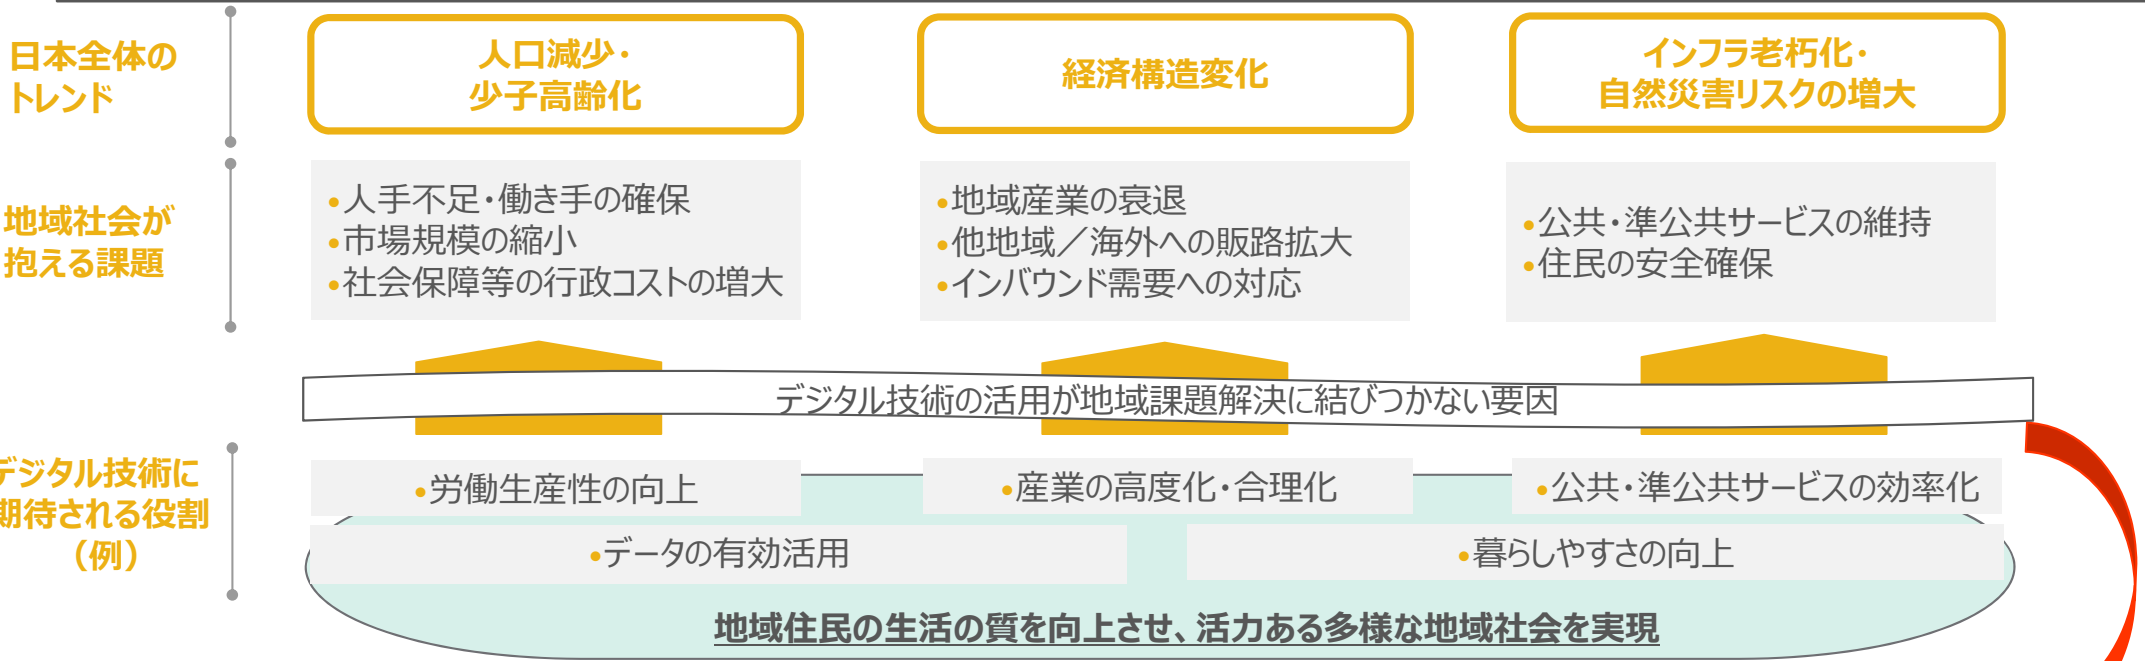 日本全体の
トレンド
人口減少・
少子高齢化
経済構造変化
インフラ老朽化・
自然災害リスクの増大
地域社会が
抱える課題
•人手不足・働き手の確保
•市場規模の縮小
•社会保障等の行政コストの増大
•地域産業の衰退
•他地域／海外への販路拡大
•インバウンド需要への対応
•公共・準公共サービスの維持
•住民の安全確保
デジタル技術の活用が地域課題解決に結びつかない要因
デジタル技術に
期待される役割
（例）
•労働生産性の向上
•産業の高度化・合理化
•公共・準公共サービスの効率化
•データの有効活用
•暮らしやすさの向上
地域住民の生活の質を向上させ、活力ある多様な地域社会を実現